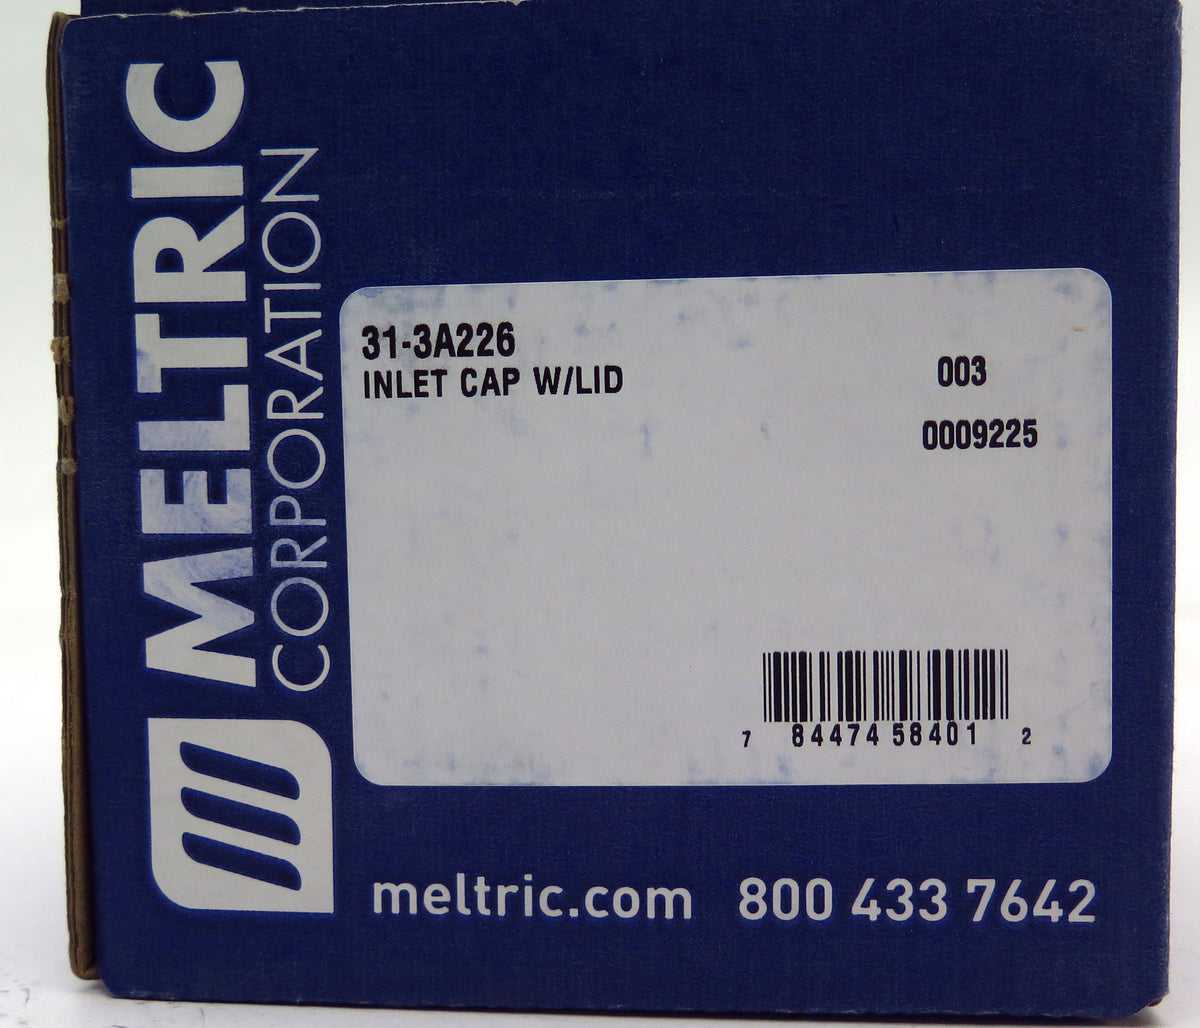 MELTRIC
CORPORATION
31-3A226
INLET CAP W/LID
003
0009225
7 84474 58401 2
meltric.com 800 433 7642